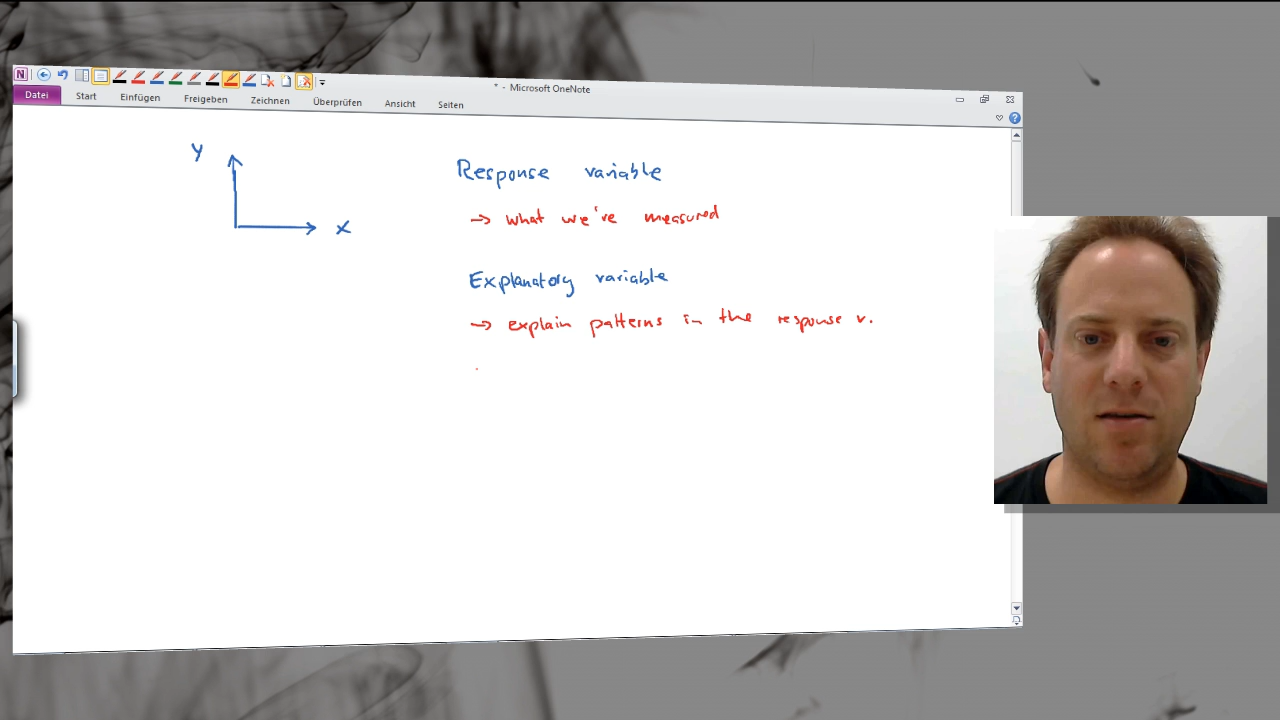 * - Microsoft OneNote
Datei Start Einfügen Freigeben Zeichnen Überprüfen Ansicht Seiten
y
x
Response variable
→ what we've measured
Explanatory variable
→ explain patterns in the response v.